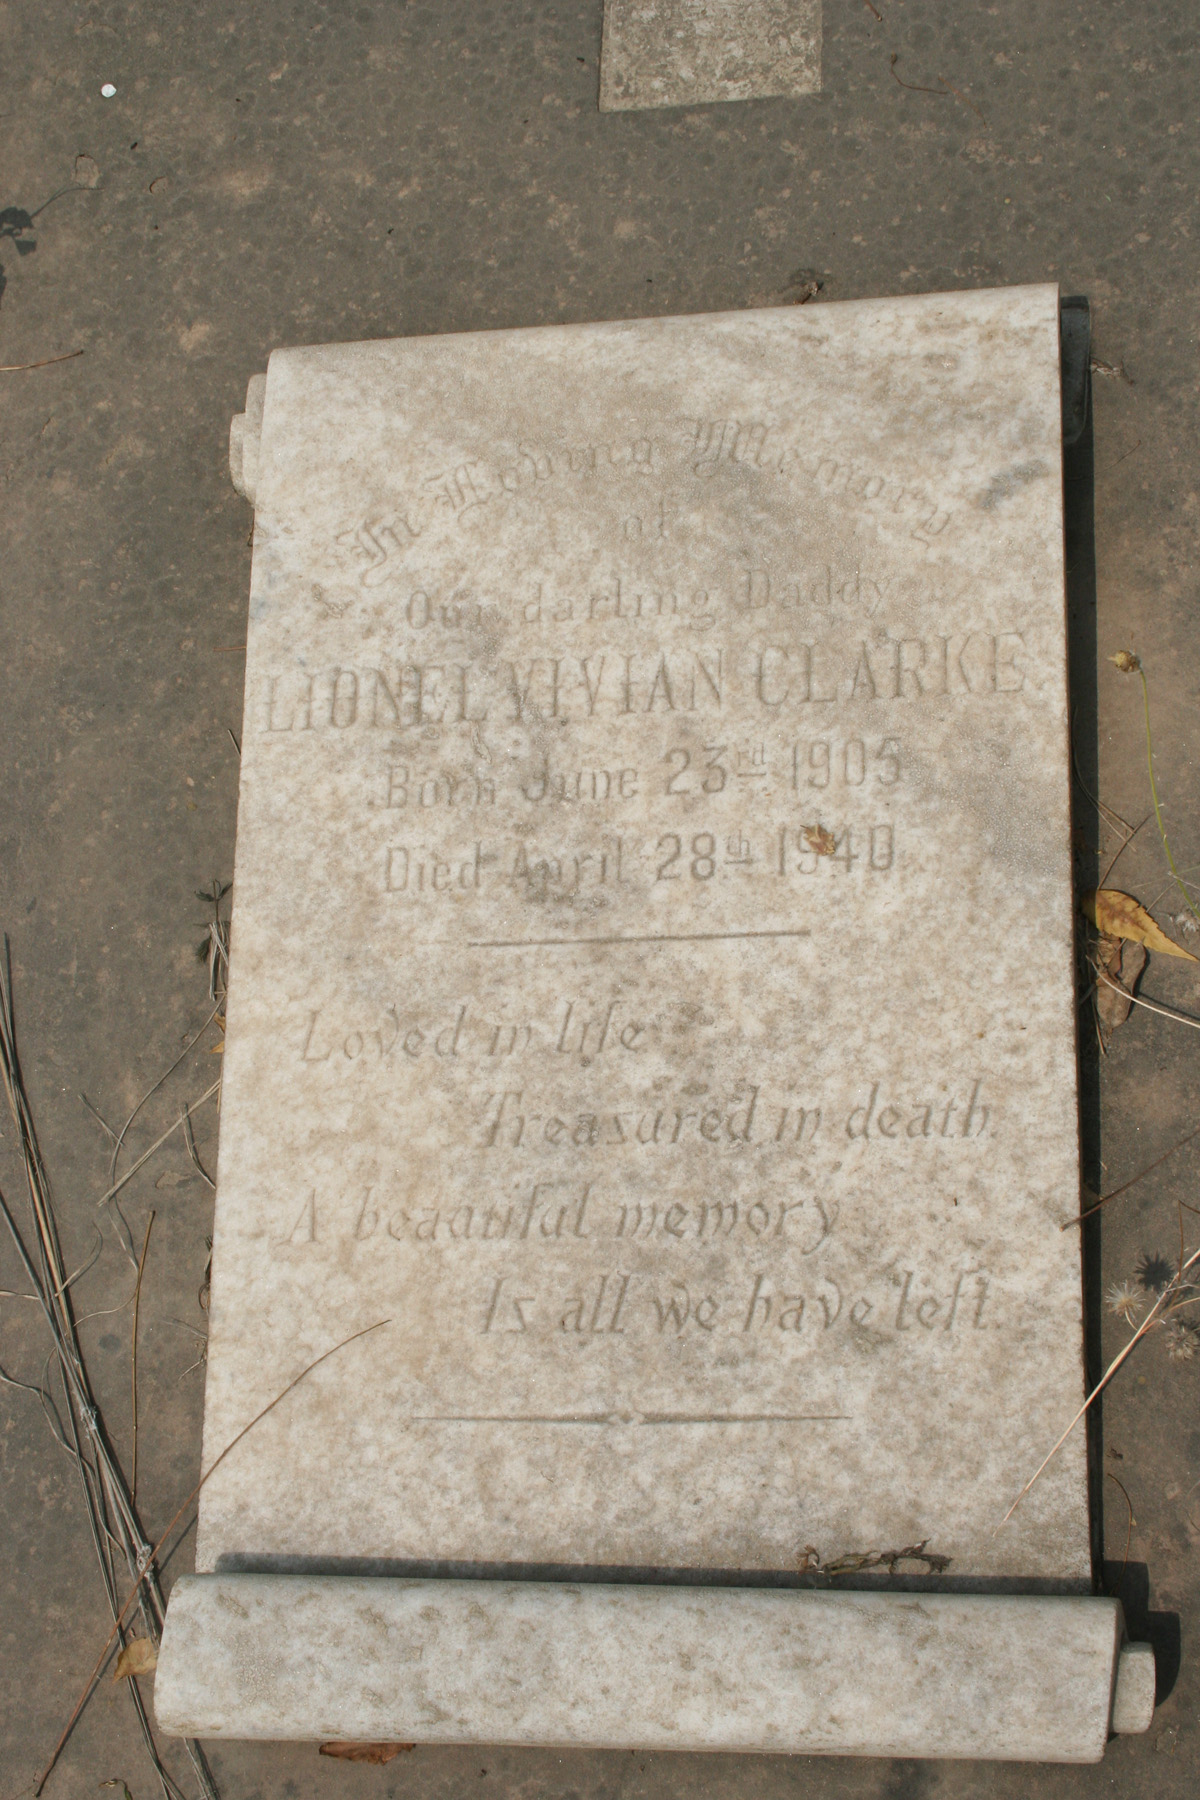 In Loving Memory
of
Our darling Daddy
LIONEL VIVIAN CLARKE
Born June 23rd 1905
Died April 28th 1940
Loved in life
Treasured in death.
A beautiful memory
Is all we have left.